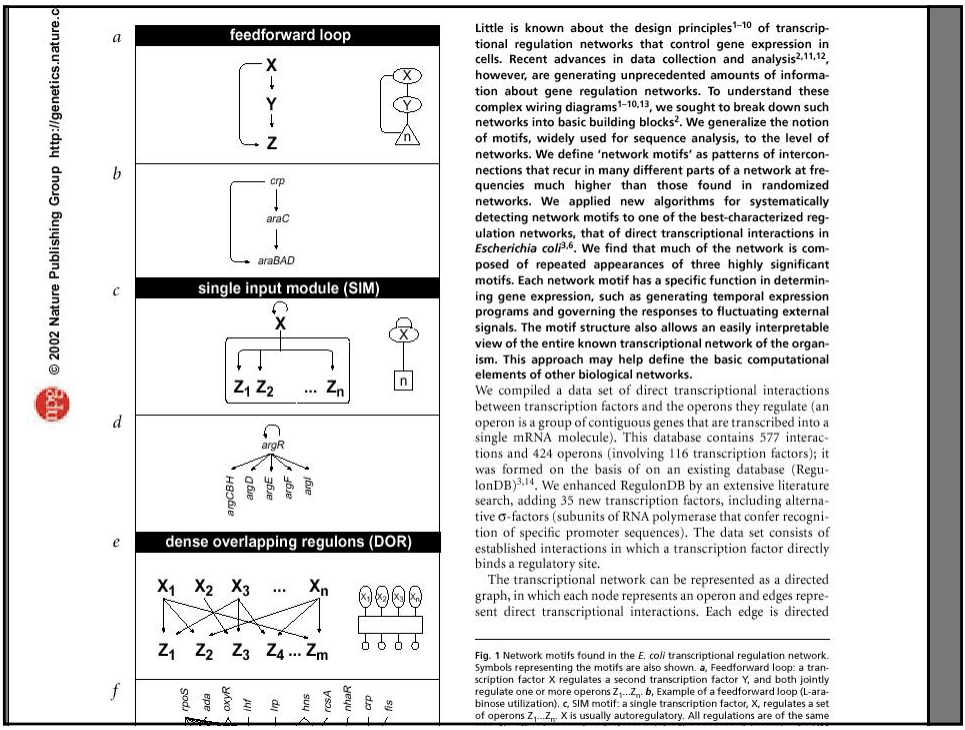 © 2002 Nature Publishing Group http://genetics.nature.c
npg
a
feedforward loop
X
Y
Z
X
Y
n
b
crp
araC
araBAD
c
single input module (SIM)
X
Z1 Z2 ... Zn
X
n
d
argR
argCBH
argD
argE
argF
argI
e
dense overlapping regulons (DOR)
X1 X2 X3 ... Xn
Z1 Z2 Z3 Z4 ... Zm
X1 X2 X3 Xn
f
rpoS
ada
oxyR
ihf
lrp
hns
rcsA
nhaR
crp
fis
Little is known about the design principles1–10 of transcrip-
tional regulation networks that control gene expression in
cells. Recent advances in data collection and analysis2,11,12,
however, are generating unprecedented amounts of informa-
tion about gene regulation networks. To understand these
complex wiring diagrams1–10,13, we sought to break down such
networks into basic building blocks2. We generalize the notion
of motifs, widely used for sequence analysis, to the level of
networks. We define ‘network motifs’ as patterns of intercon-
nections that recur in many different parts of a network at fre-
quencies much higher than those found in randomized
networks. We applied new algorithms for systematically
detecting network motifs to one of the best-characterized reg-
ulation networks, that of direct transcriptional interactions in
Escherichia coli3,6. We find that much of the network is com-
posed of repeated appearances of three highly significant
motifs. Each network motif has a specific function in determin-
ing gene expression, such as generating temporal expression
programs and governing the responses to fluctuating external
signals. The motif structure also allows an easily interpretable
view of the entire known transcriptional network of the organ-
ism. This approach may help define the basic computational
elements of other biological networks.
We compiled a data set of direct transcriptional interactions
between transcription factors and the operons they regulate (an
operon is a group of contiguous genes that are transcribed into a
single mRNA molecule). This database contains 577 interac-
tions and 424 operons (involving 116 transcription factors); it
was formed on the basis of on an existing database (Regu-
lonDB)3,14. We enhanced RegulonDB by an extensive literature
search, adding 35 new transcription factors, including alterna-
tive σ-factors (subunits of RNA polymerase that confer recogni-
tion of specific promoter sequences). The data set consists of
established interactions in which a transcription factor directly
binds a regulatory site.
The transcriptional network can be represented as a directed
graph, in which each node represents an operon and edges repre-
sent direct transcriptional interactions. Each edge is directed
Fig. 1 Network motifs found in the E. coli transcriptional regulation network.
Symbols representing the motifs are also shown. a, Feedforward loop: a tran-
scription factor X regulates a second transcription factor Y, and both jointly
regulate one or more operons Z1...Zn. b, Example of a feedforward loop (L-ara-
binose utilization). c, SIM motif: a single transcription factor, X, regulates a set
of operons Z1...Zn. X is usually autoregulatory. All regulations are of the same